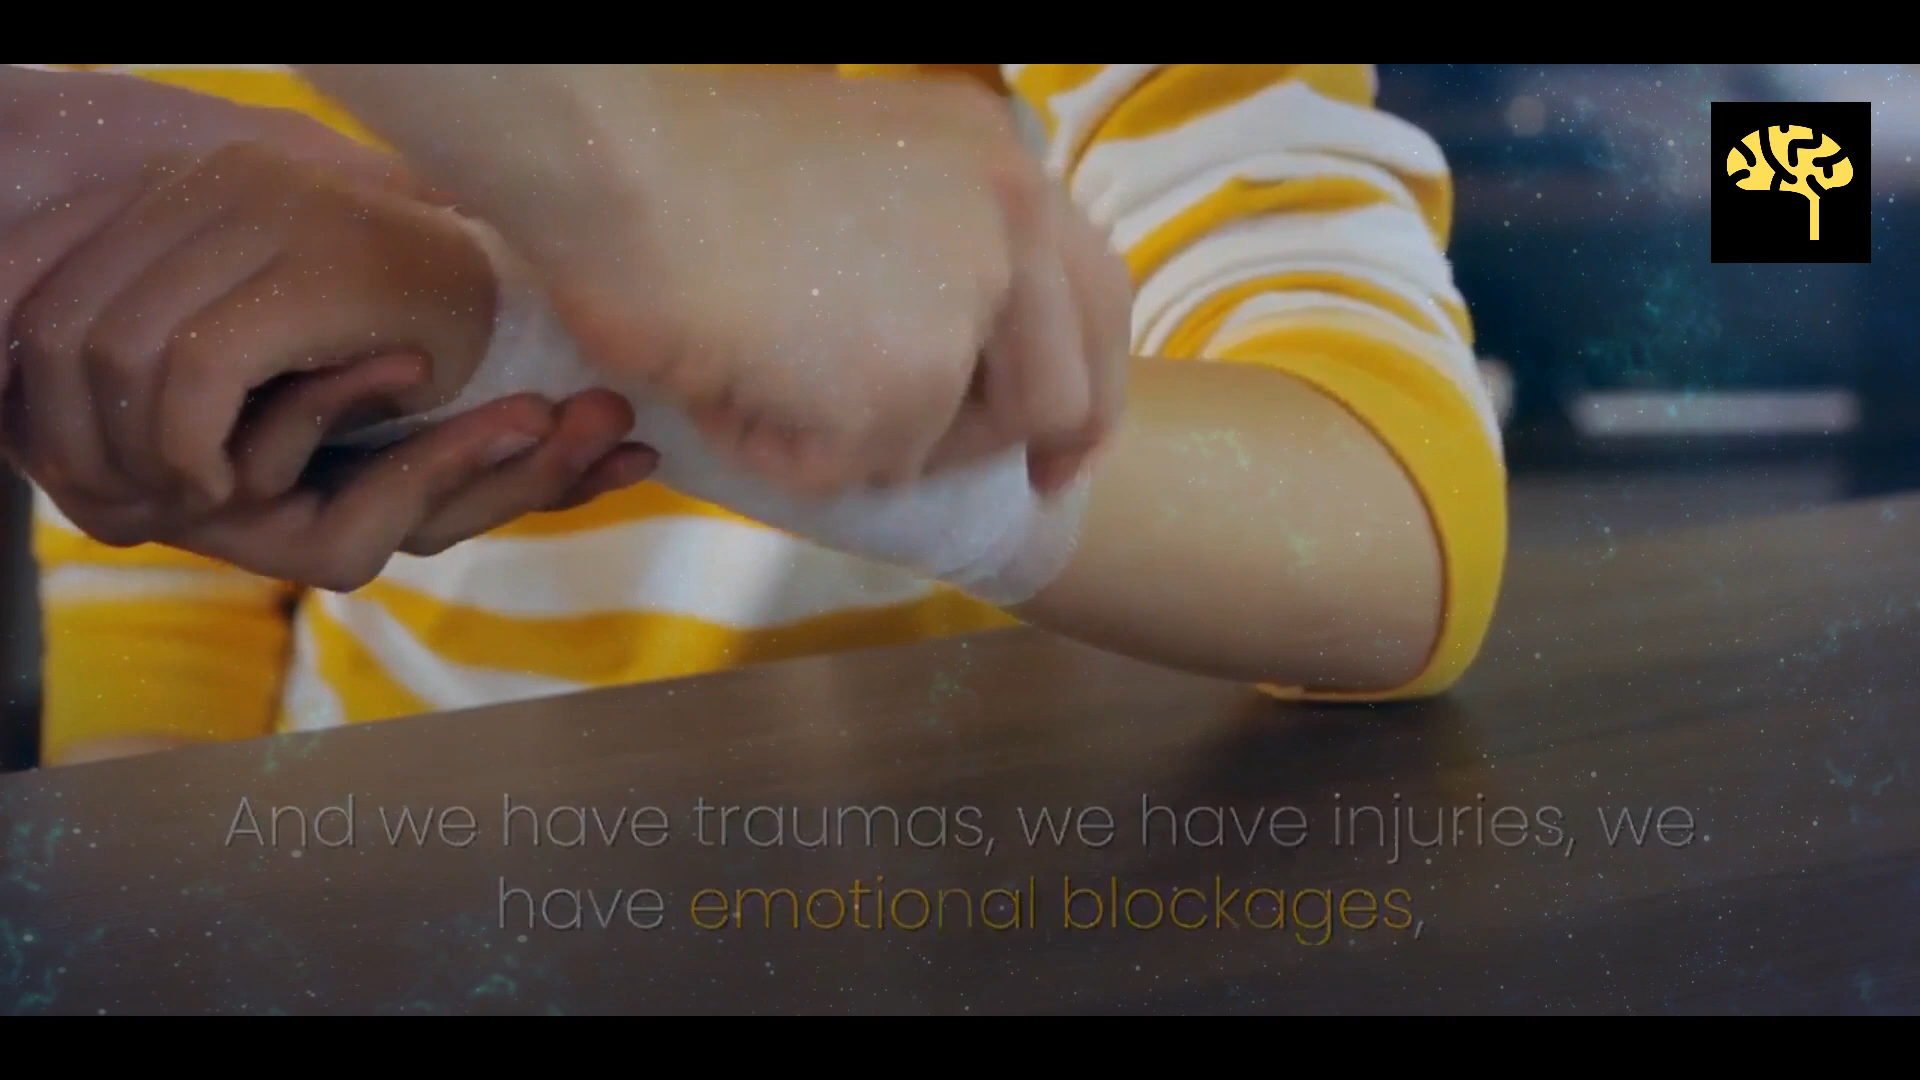 And we have traumas, we have injuries, we
have emotional blockages,